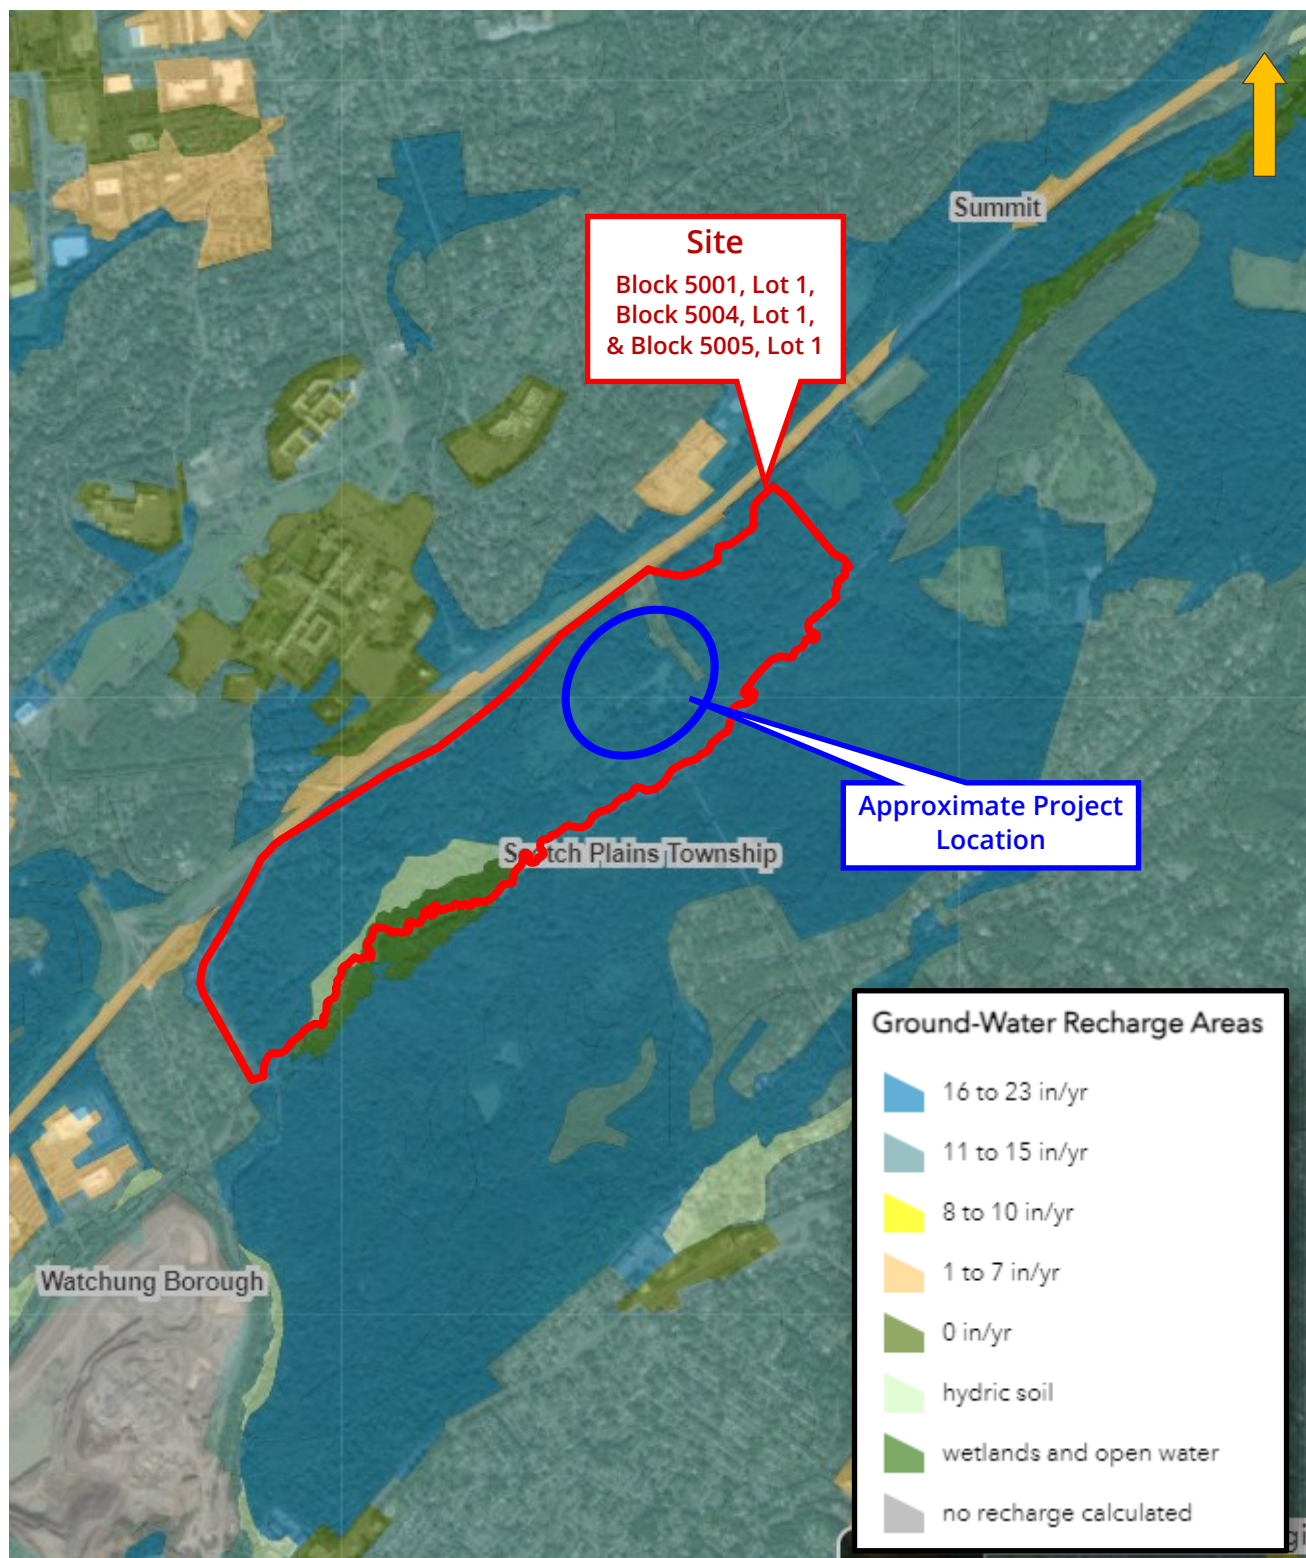 Summit
Site
Block 5001, Lot 1,
Block 5004, Lot 1,
& Block 5005, Lot 1
Approximate Project
Location
Scotch Plains Township
Watchung Borough
Ground-Water Recharge Areas
16 to 23 in/yr
11 to 15 in/yr
8 to 10 in/yr
1 to 7 in/yr
0 in/yr
hydric soil
wetlands and open water
no recharge calculated